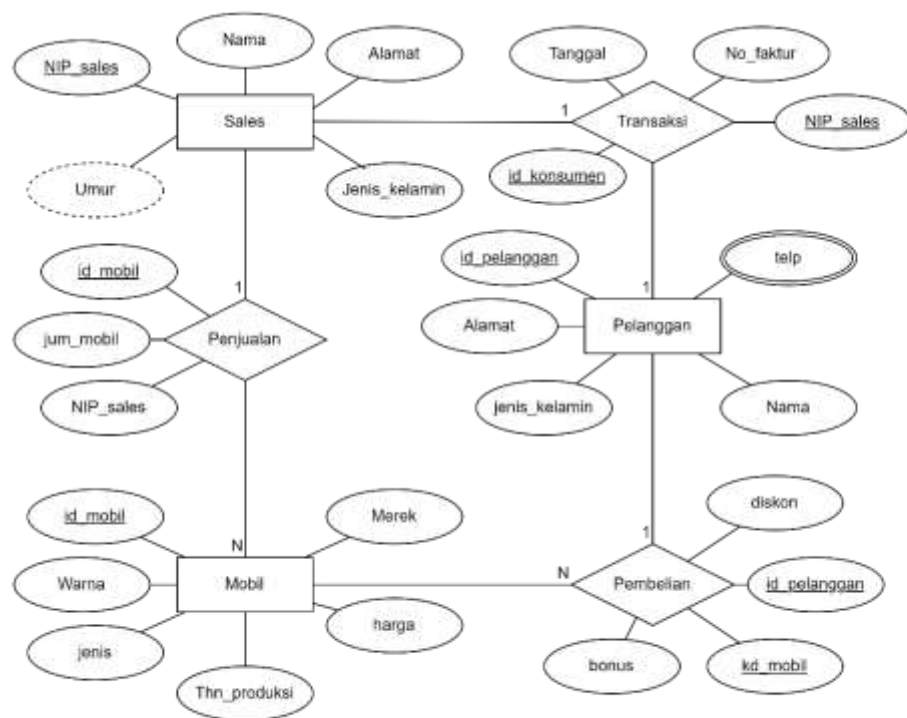 Nama
Alamat
NIP_sales
Sales
Umur
Jenis_kelamin
Tanggal
No_faktur
1
Transaksi
NIP_sales
id_konsumen
id_mobil
1
jum_mobil
Penjualan
NIP_sales
id_pelanggan
telp
1
Alamat
Pelanggan
jenis_kelamin
Nama
id_mobil
Merek
N
Warna
Mobil
jenis
harga
Thn_produksi
diskon
1
N
Pembelian
id_pelanggan
bonus
kd_mobil